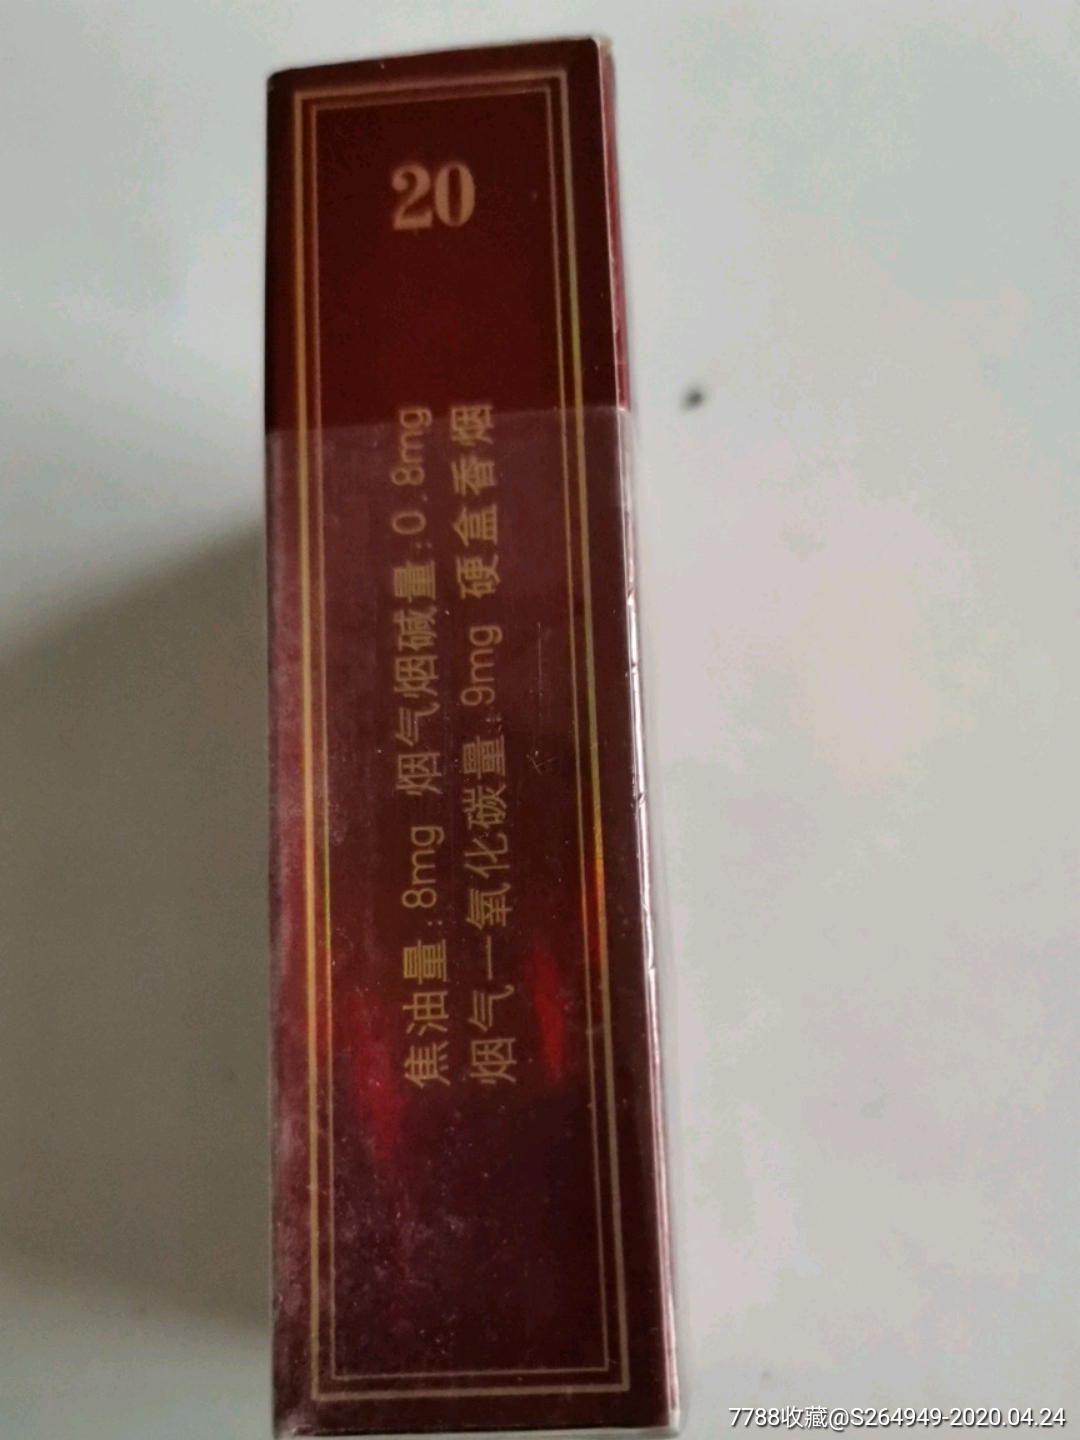 20
焦油量:8mg 烟气烟碱量:0.8mg
烟气一氧化碳量:9mg 硬盒香烟
7788收藏@S264949-2020.04.24